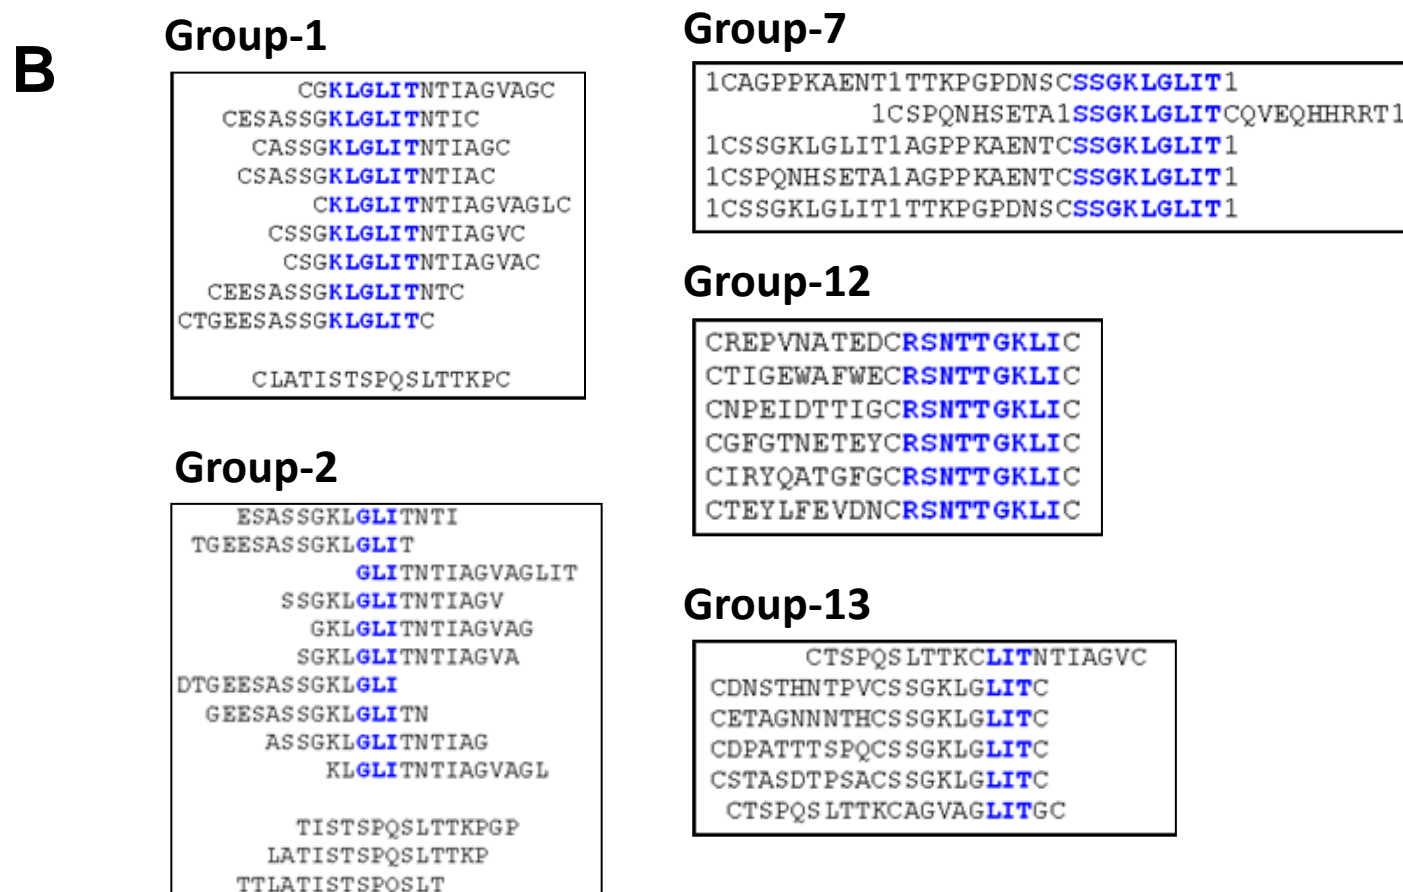 B
Group-1
CGKLGLITNTIAGVAGC
CESASSGKLGLITNTIC
CASSGKLGLITNTIAGC
CSASSGKLGLITNTIAC
CKLGLITNTIAGVAGLC
CSSGKLGLITNTIAGVC
CSGKLGLITNTIAGVAC
CEESASSGKLGLITNTC
CTGEESASSGKLGLITC
CLATISTSPQSLTTKPC
Group-2
ESASSGKLGLITNTI
TGEESASSGKLGLIT
GLITNTIAGVAGLIT
SSGKLGLITNTIAGV
GKLGLITNTIAGVAG
SGKLGLITNTIAGVA
DTGEESASSGKLGLI
GEESASSGKLGLITN
ASSGKLGLITNTIAG
KLGLITNTIAGVAGL
TISTSPQSLTTKPGP
LATISTSPQSLTTKP
TTLATISTSPQSLT
Group-7
1CAGPPKAENT1TTKPGPDNSCSSGKLGLIT1
1CSPQNHSETA1SSGKLGLITCQVEQHHRRT1
1CSSGKLGLIT1AGPPKAENTCSSGKLGLIT1
1CSPQNHSETA1AGPPKAENTCSSGKLGLIT1
1CSSGKLGLIT1TTKPGPDNSCSSGKLGLIT1
Group-12
CREPVNATEDCRSNTTGKLIC
CTIGEWAFWECRSNTTGKLIC
CNPEIDTTIGCRSNTTGKLIC
CGFGTNETEYCRSNTTGKLIC
CIRYQATGFGCRSNTTGKLIC
CTEYLFEVDNCRSNTTGKLIC
Group-13
CTSPQSLTTKCLITNTIAGVC
CDNSTHNTPVCSSGKLGLITC
CETAGNNNTHCSSGKLGLITC
CDPATTTSPQCSSGKLGLITC
CSTASDTPSACSSGKLGLITC
CTSPQSLTTKCAGVAGLITGC